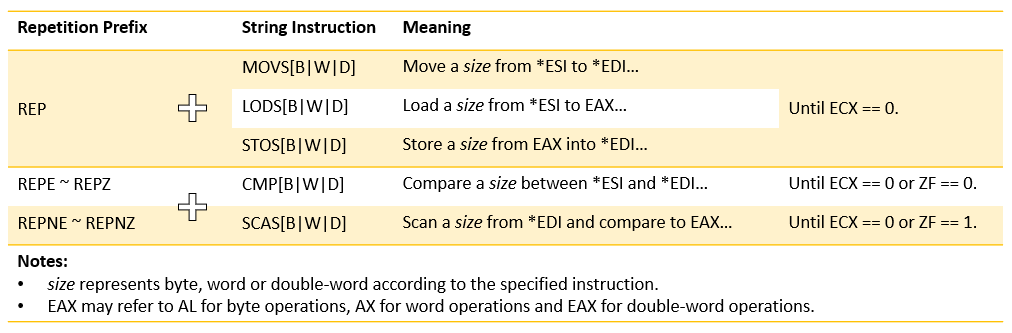 Repetition Prefix String Instruction Meaning
MOVS[B|W|D] Move a size from *ESI to *EDI…
REP LODS[B|W|D] Load a size from *ESI to EAX… Until ECX == 0.
STOS[B|W|D] Store a size from EAX into *EDI…
REPE ~ REPZ CMP[B|W|D] Compare a size between *ESI and *EDI… Until ECX == 0 or ZF == 0.
REPNE ~ REPNZ SCAS[B|W|D] Scan a size from *EDI and compare to EAX… Until ECX == 0 or ZF == 1.
Notes:
• size represents byte, word or double-word according to the specified instruction.
• EAX may refer to AL for byte operations, AX for word operations and EAX for double-word operations.